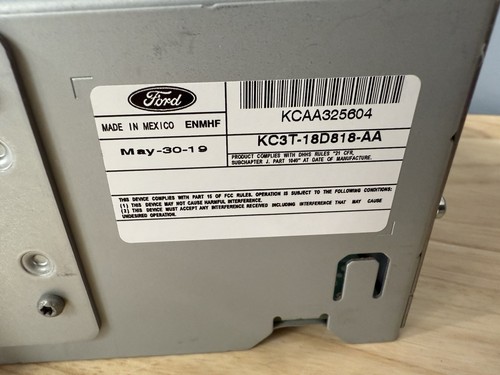 Ford
KCAA325604
MADE IN MEXICO ENMHF
KC3T-18D818-AA
May-30-19
PRODUCT COMPLIES WITH DHHS RULES "21 CFR,
SUBCHAPTER J, PART 1040" AT DATE OF MANUFACTURE.
THIS DEVICE COMPLIES WITH PART 15 OF FCC RULES. OPERATION IS SUBJECT TO THE FOLLOWING CONDITIONS:
(1) THIS DEVICE MAY NOT CAUSE HARMFUL INTERFERENCE.
(2) THIS DEVICE MUST ACCEPT ANY INTERFERENCE RECEIVED INCLUDING INTERFERENCE THAT MAY CAUSE
UNDESIRED OPERATION.